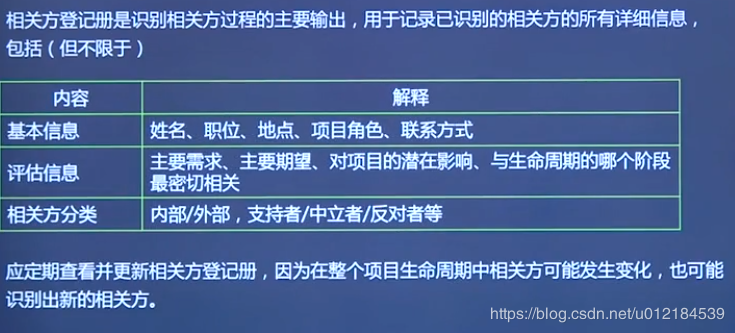 相关方登记册是识别相关方过程的主要输出，用于记录已识别的相关方的所有详细信息，
包括（但不限于）
内容 解释
基本信息 姓名、职位、地点、项目角色、联系方式
评估信息 主要需求、主要期望、对项目的潜在影响、与生命周期的哪个阶段
最密切相关
相关方分类 内部/外部，支持者/中立者/反对者等
应定期查看并更新相关方登记册，因为在整个项目生命周期中相关方可能发生变化，也可能
识别出新的相关方。
https://blog.csdn.net/u012184539